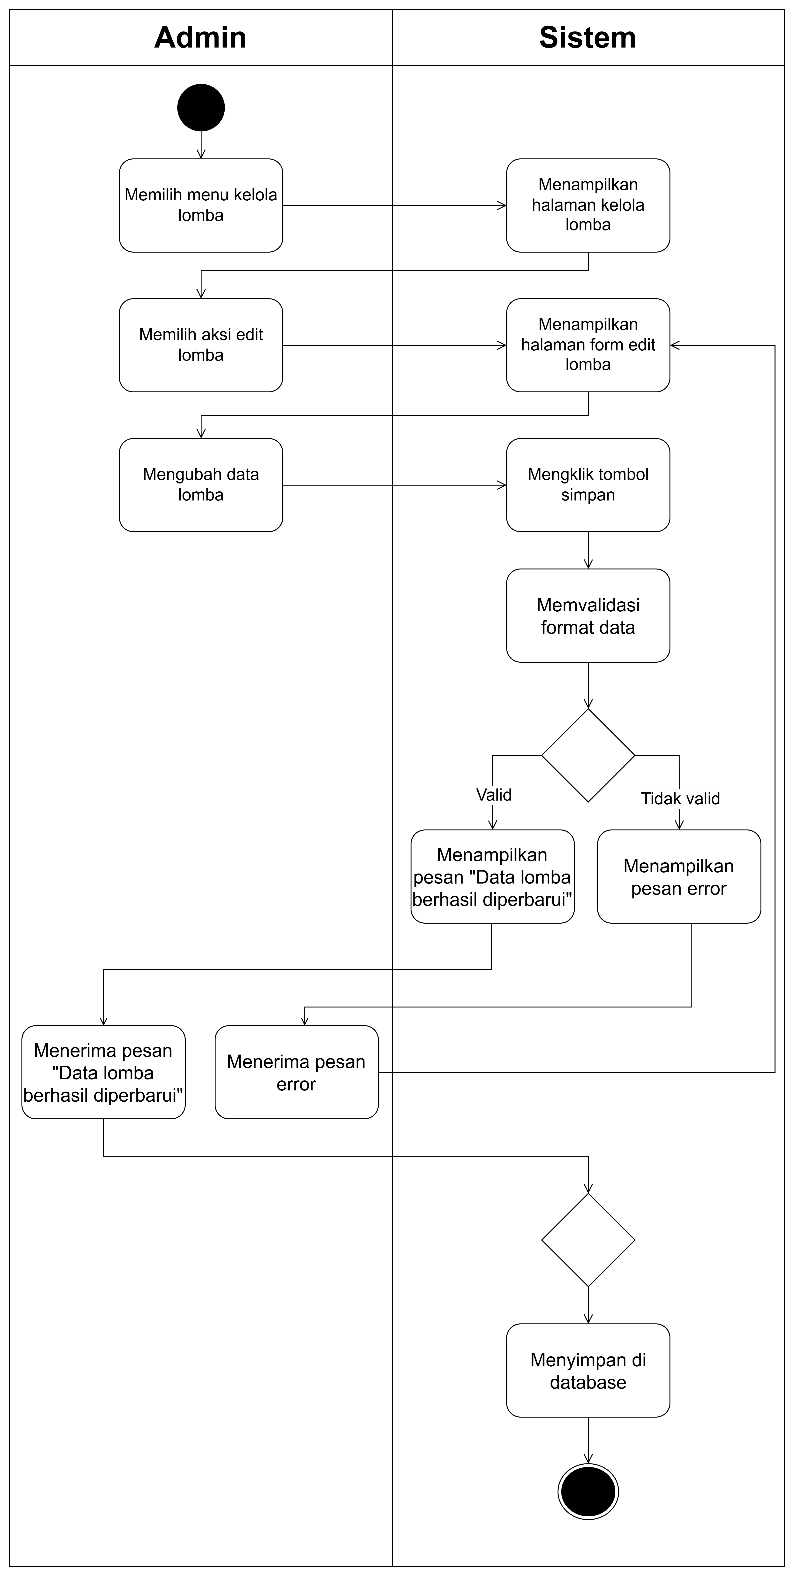 Admin
Sistem
Memilih menu kelola
lomba
Menampilkan
halaman kelola
lomba
Memilih aksi edit
lomba
Menampilkan
halaman form edit
lomba
Mengubah data
lomba
Mengklik tombol
simpan
Memvalidasi
format data
Valid
Tidak valid
Menampilkan
pesan "Data lomba
berhasil diperbarui"
Menampilkan
pesan error
Menerima pesan
"Data lomba
berhasil diperbarui"
Menerima pesan
error
Menyimpan di
database